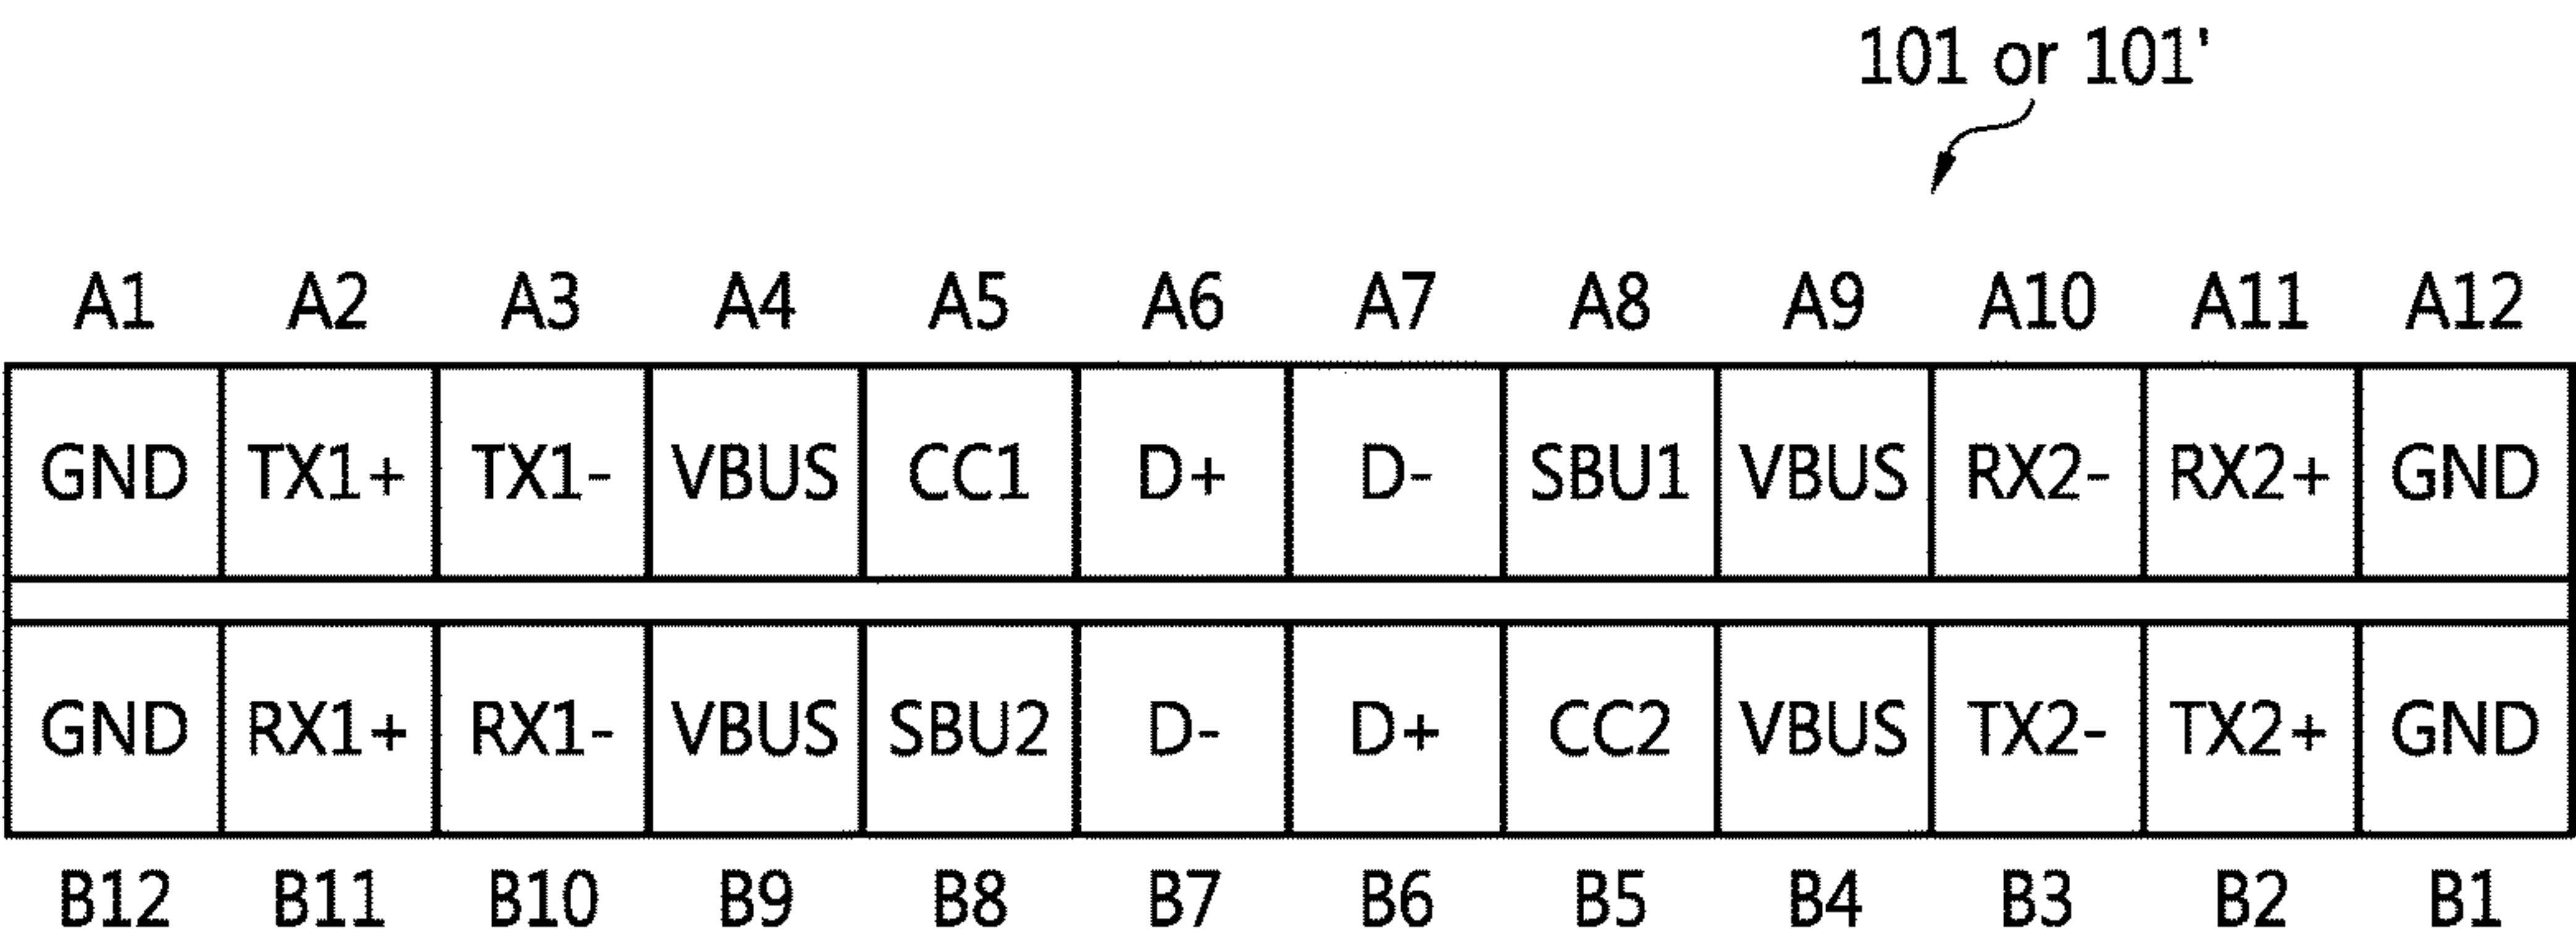 101 or 101'
A1 A2 A3 A4 A5 A6 A7 A8 A9 A10 A11 A12
GND TX1+ TX1- VBUS CC1 D+ D- SBU1 VBUS RX2- RX2+ GND
GND RX1+ RX1- VBUS SBU2 D- D+ CC2 VBUS TX2- TX2+ GND
B12 B11 B10 B9 B8 B7 B6 B5 B4 B3 B2 B1